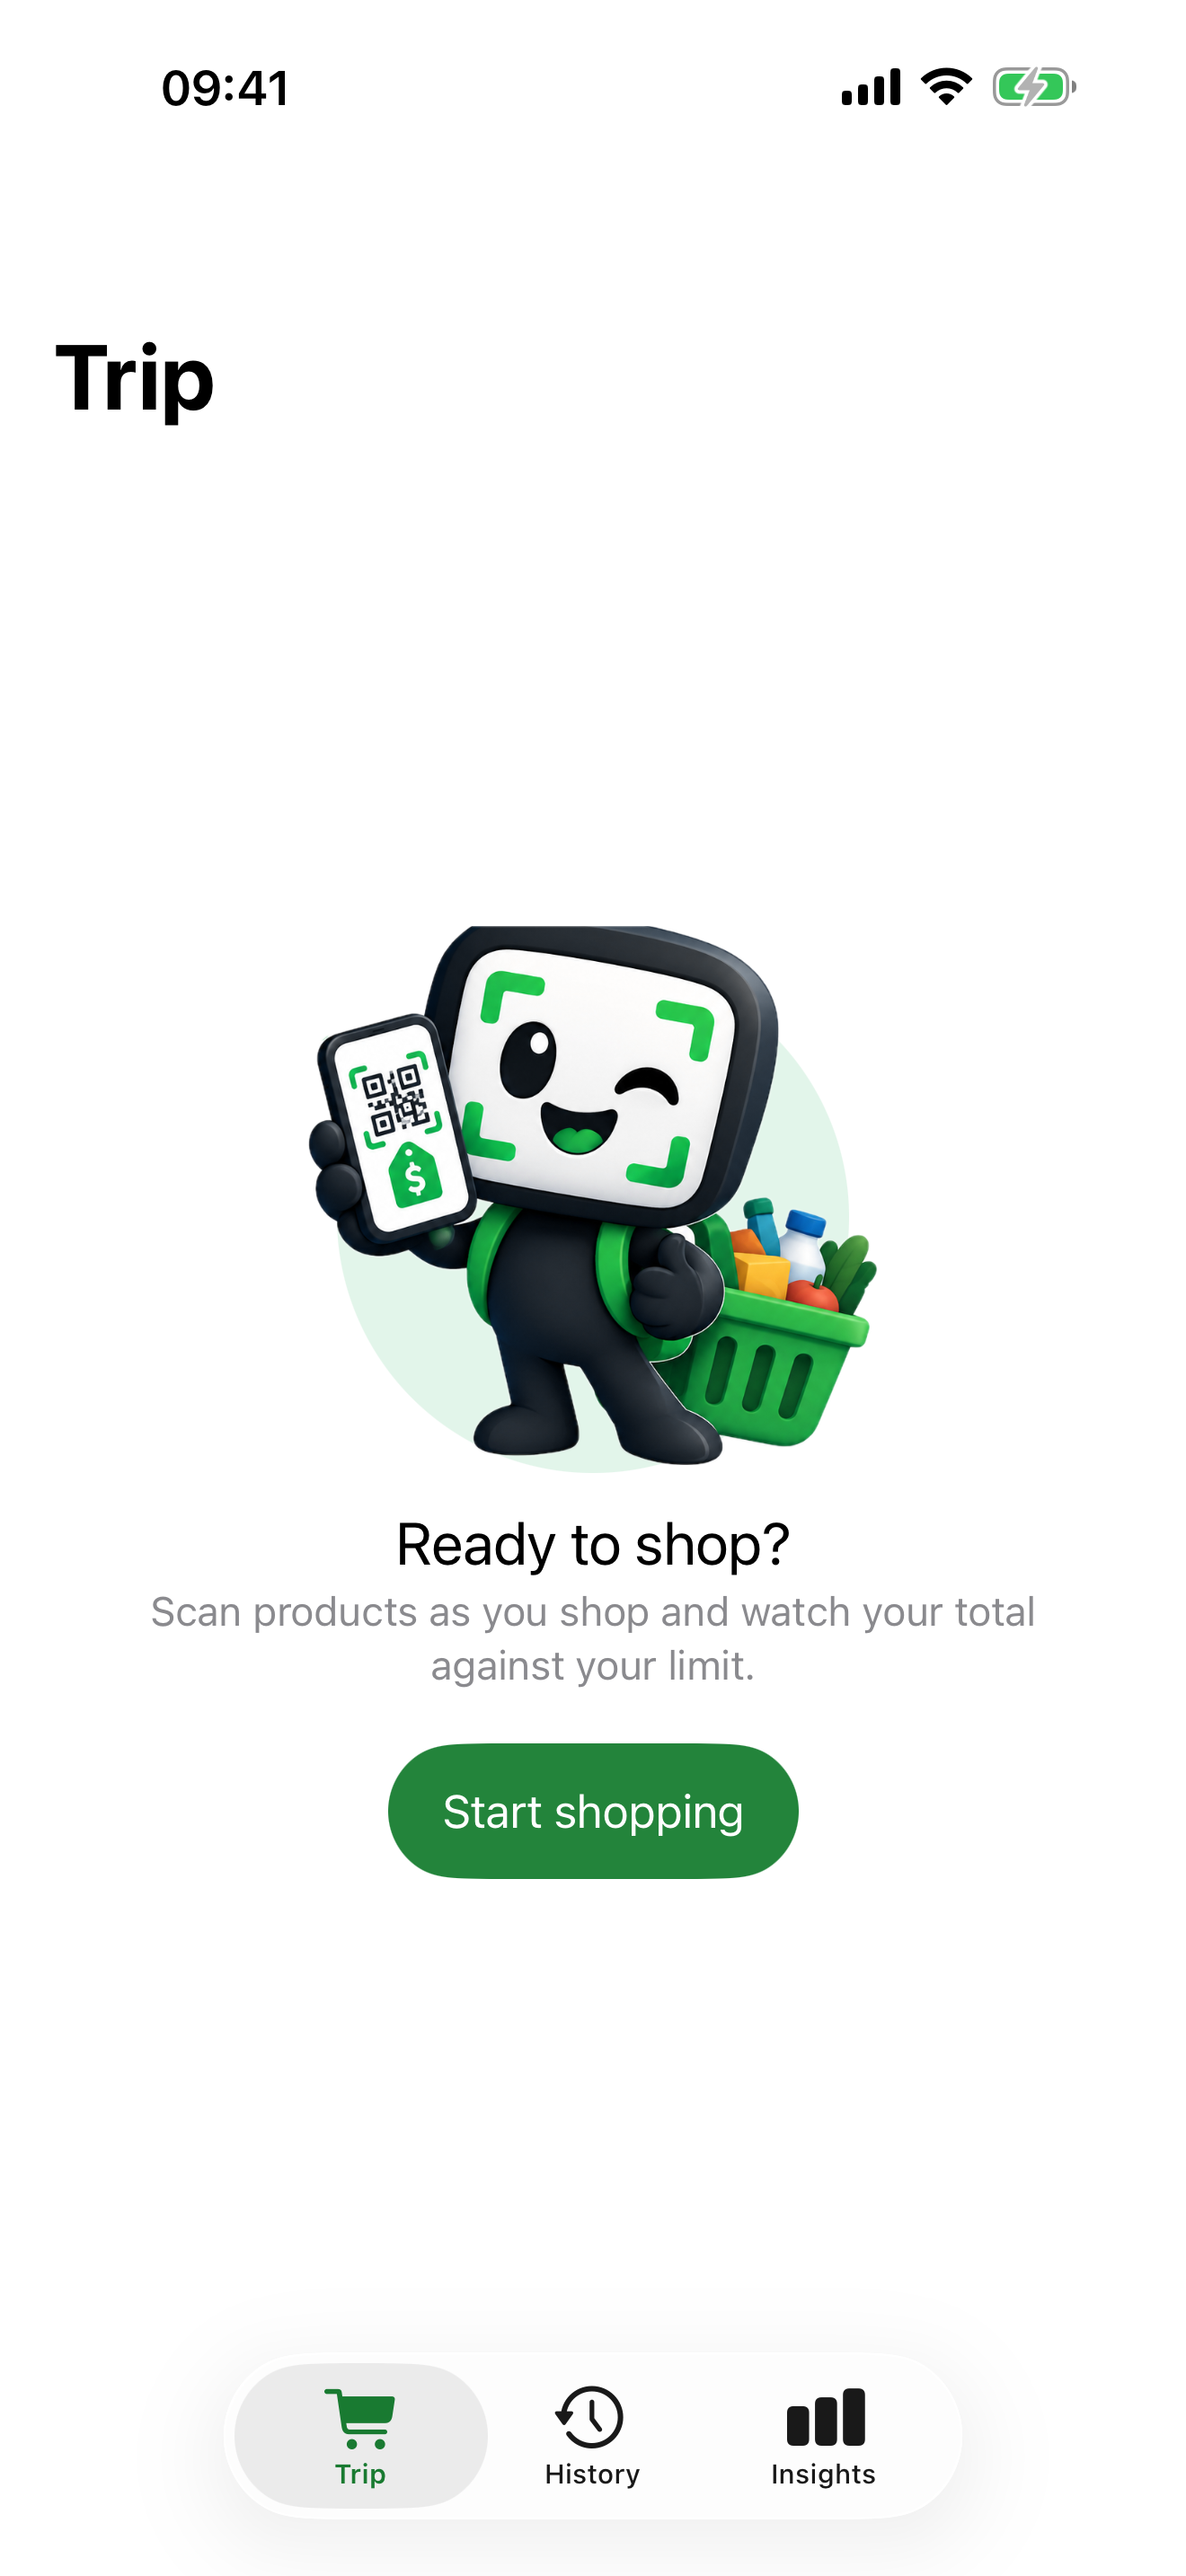 09:41
Trip
$
Ready to shop?
Scan products as you shop and watch your total
against your limit.
Start shopping
Trip
History
Insights